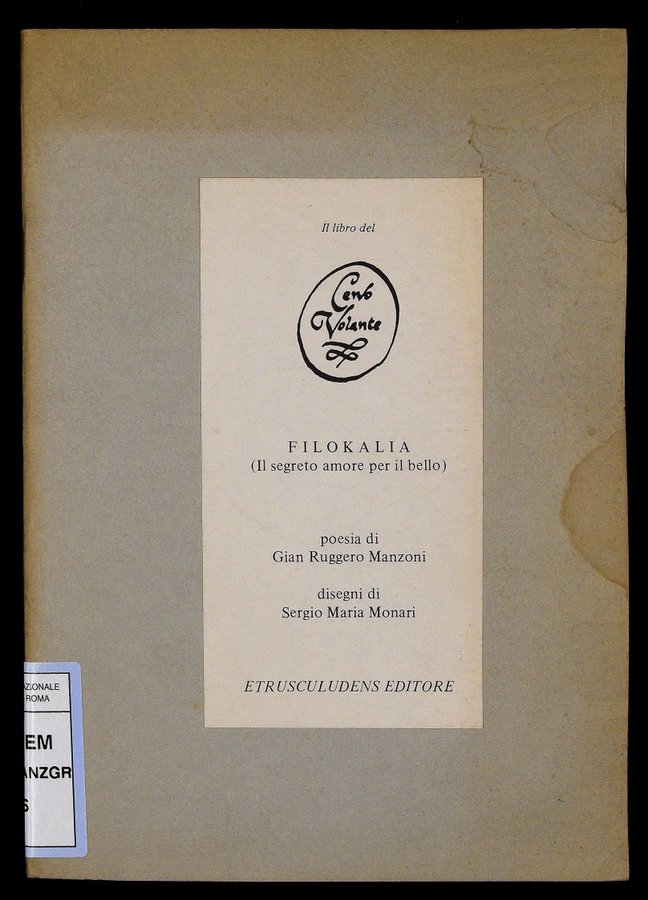 Il libro del
Cervo
Volante
FILOKALIA
(Il segreto amore per il bello)
poesia di
Gian Ruggero Manzoni
disegni di
Sergio Maria Monari
ETRUSCULUDENS EDITORE
ZIONALE
ROMA
EM
ANZGR
S